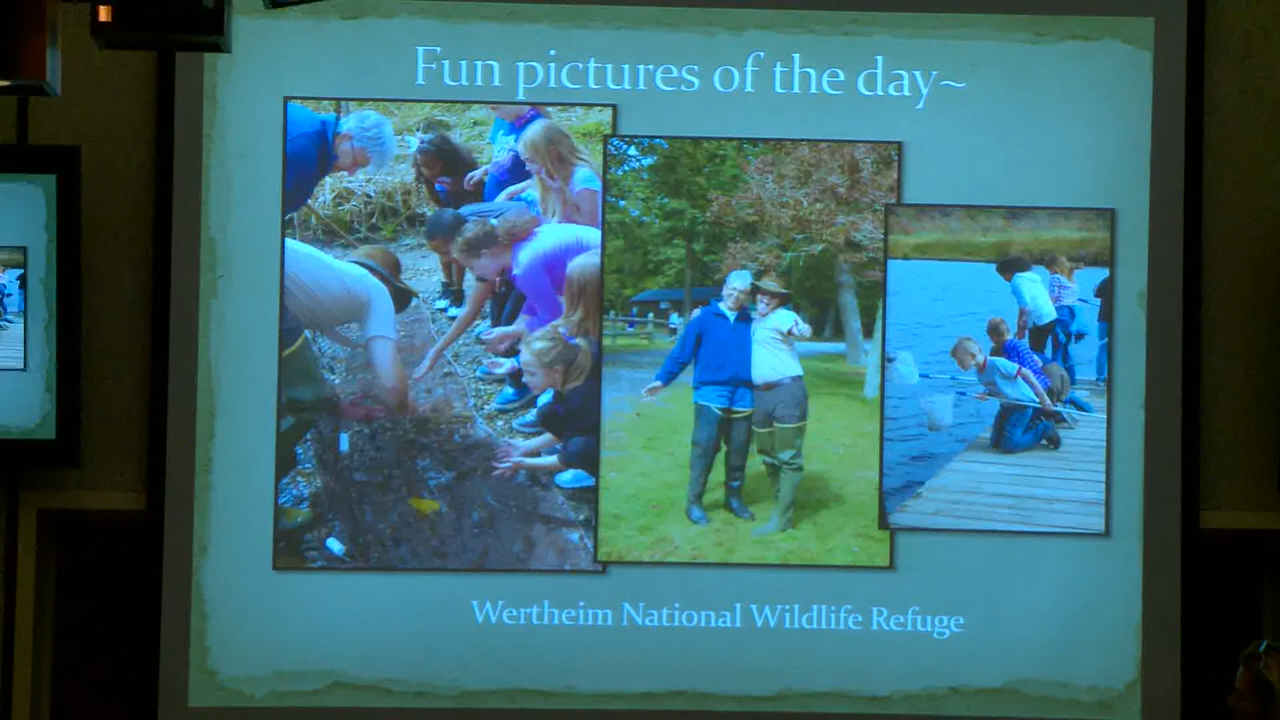 Fun pictures of the day~
Wertheim National Wildlife Refuge